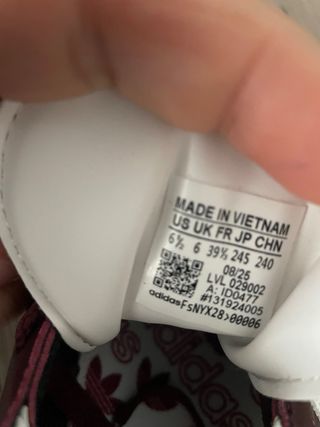 MADE IN VIETNAM
US UK FR JP CHN
6½ 6 39⅓ 245 240
08/25
LVL 029002
A: ID0477
#131924005
adidas FsNYX28>00006
adidas